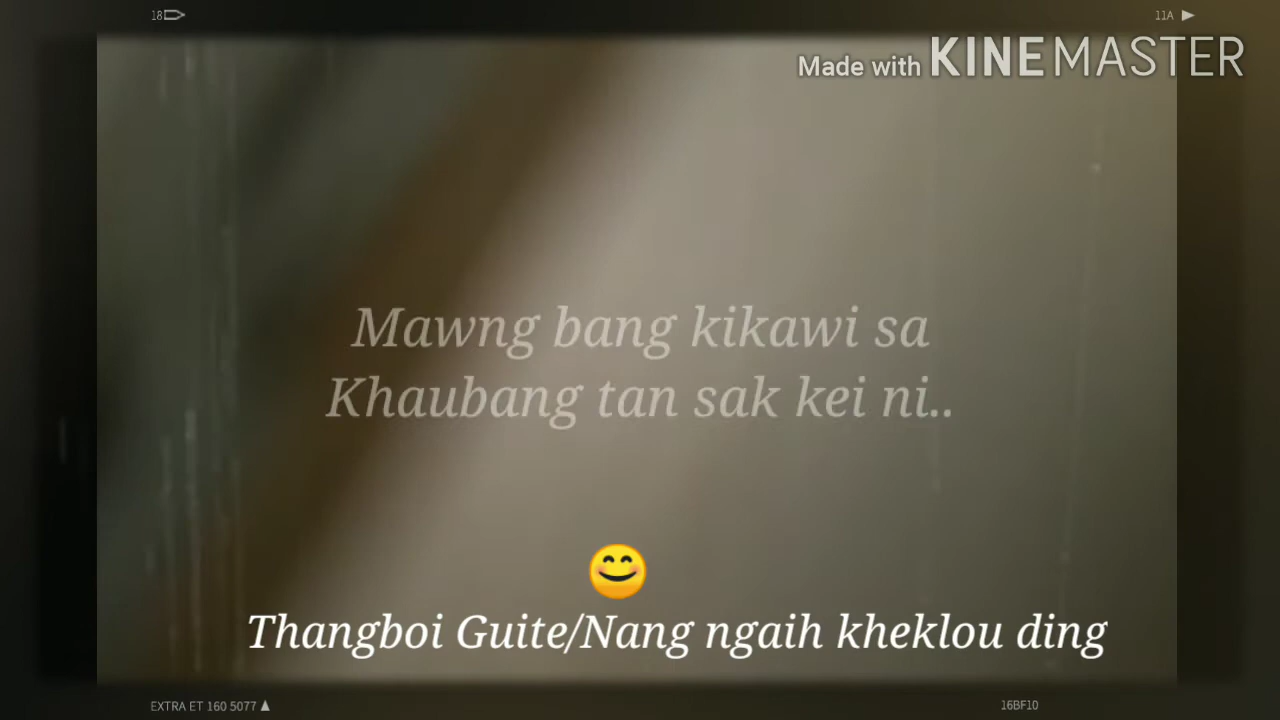 18
11A
Made with KINEMASTER
Mawng bang kikawi sa
Khaubang tan sak kei ni..
😊
Thangboi Guite/Nang ngaih kheklou ding
EXTRA ET 160 5077
16BF10